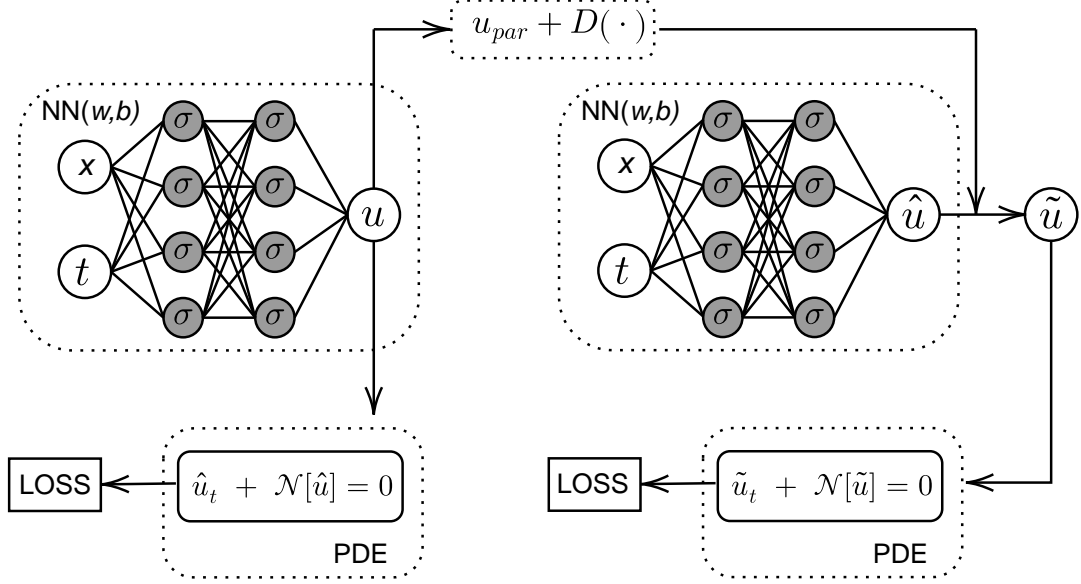 u_{par} + D( · )
NN(w,b)
x
t
σ σ
σ σ
σ σ
σ σ
u
NN(w,b)
x
t
σ σ
σ σ
σ σ
σ σ
û
ũ
LOSS
û_t + 𝒩[û] = 0
PDE
LOSS
ũ_t + 𝒩[ũ] = 0
PDE